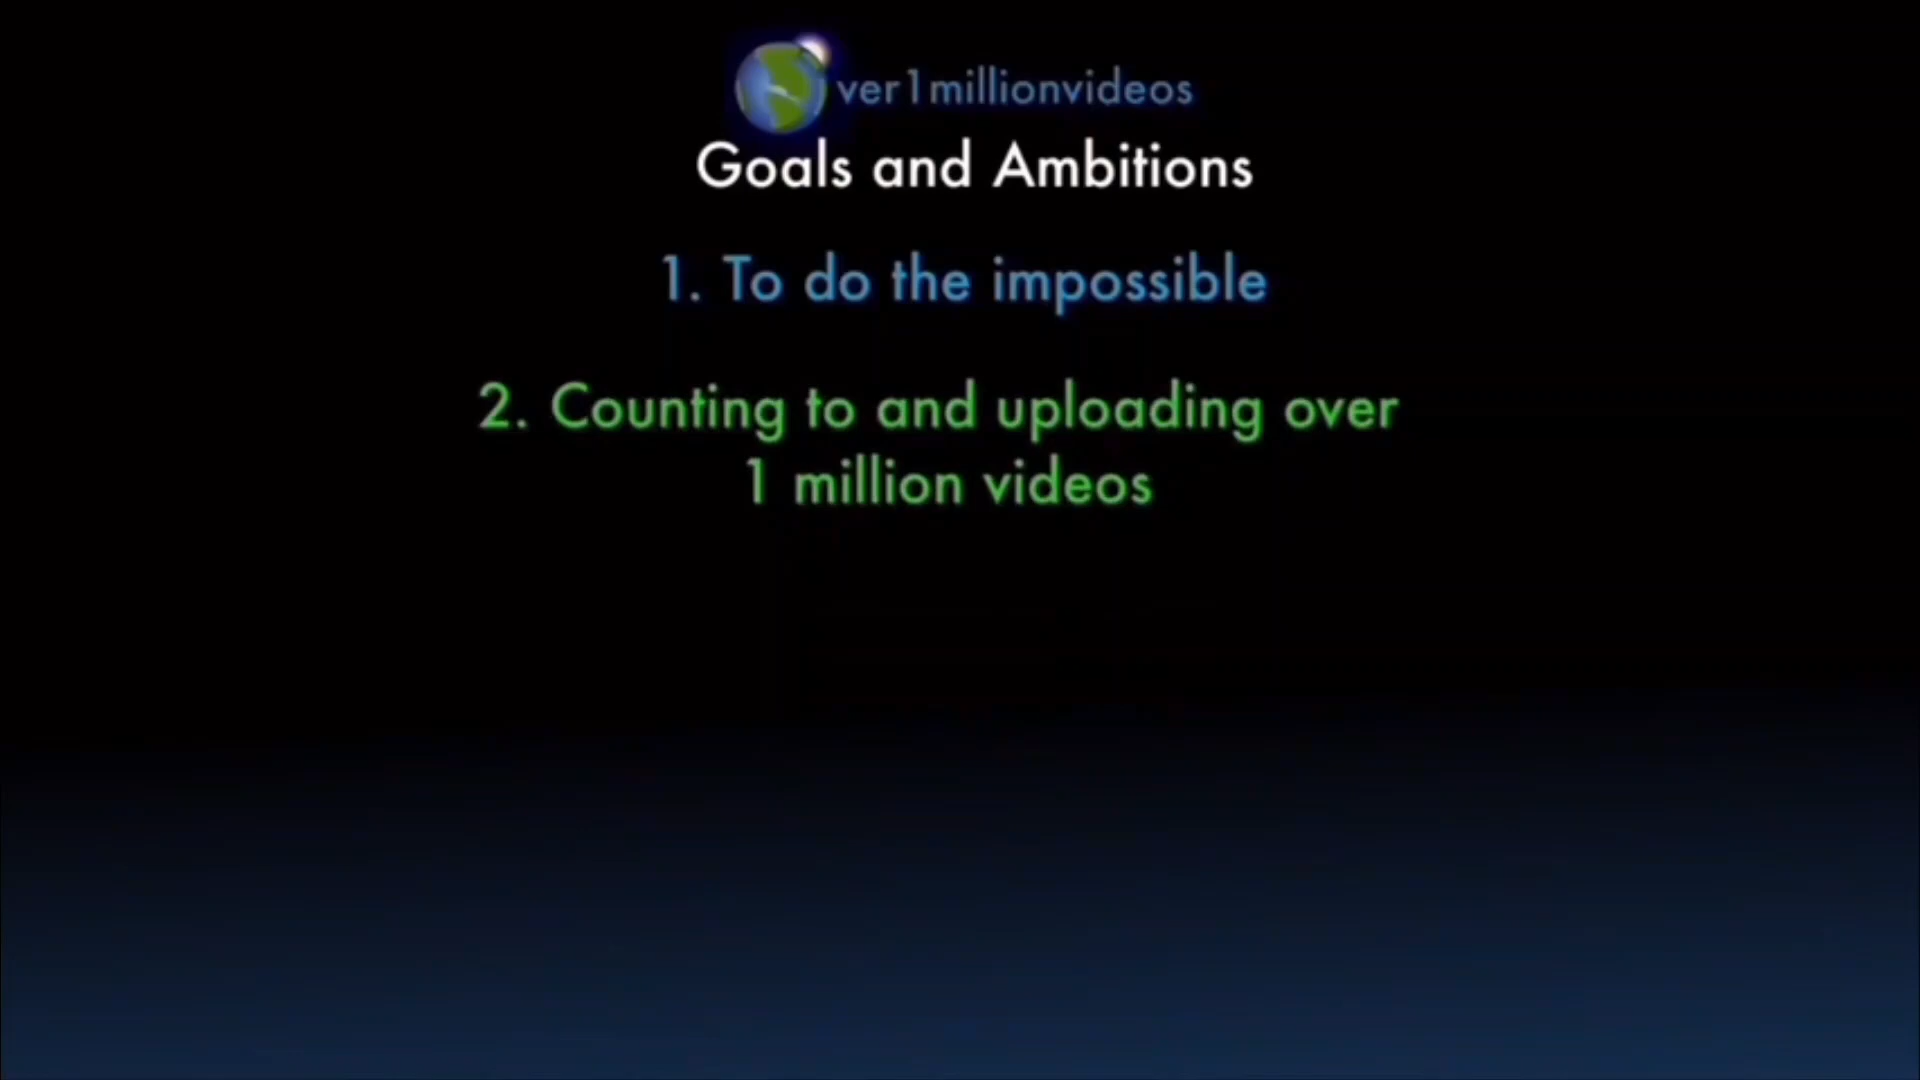 ver1millionvideos
Goals and Ambitions
1. To do the impossible
2. Counting to and uploading over
1 million videos